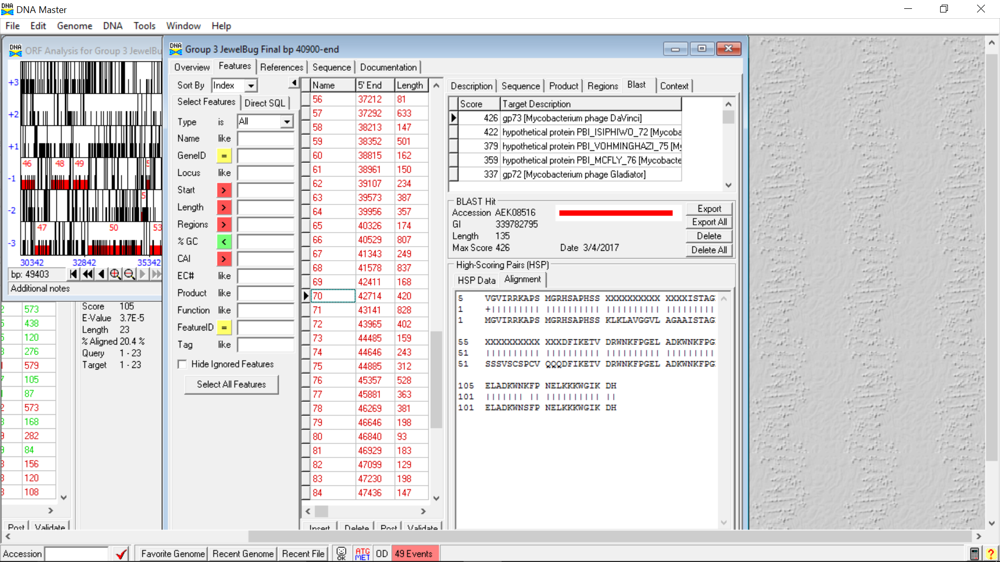 DNA Master
File Edit Genome DNA Tools Window Help
ORF Analysis for Group 3 JewelBu
+3
+2
+1
46 48 49 5
-1
5
-2
47 50 53
-3
30342 32842 35342
bp: 49403
Additional notes
573
438
120
276
579
105
87
573
168
282
84
156
120
108
Post Validate
Score 105
E-Value 3.7E-5
Length 23
% Aligned 20.4 %
Query 1 - 23
Target 1 - 23
Group 3 JewelBug Final bp 40900-end
Overview Features References Sequence Documentation
Sort By Index
Select Features Direct SQL
Type is All
Name like
GeneID =
Locus like
Start >
Length >
Regions >
% GC <
CAI >
EC# like
Product like
Function like
FeatureID =
Tag like
Hide Ignored Features
Select All Features
Name 5' End Length
56 37212 81
57 37292 633
58 38213 147
59 38352 501
60 38815 162
61 38961 150
62 39107 234
63 39573 387
64 39956 357
65 40326 174
66 40529 807
67 41343 249
68 41578 837
69 42411 168
70 42714 420
71 43141 828
72 43965 402
73 44485 159
74 44646 243
75 44885 312
76 45357 528
77 45881 363
78 46269 381
79 46646 198
80 46840 93
81 46929 183
82 47099 129
83 47230 198
84 47436 147
Insert Delete Post Validate
Description Sequence Product Regions Blast Context
Score Target Description
426 gp73 [Mycobacterium phage DaVinci]
422 hypothetical protein PBI_ISIPHIWO_72 [Mycoba
379 hypothetical protein PBI_VOHMINGHAZI_75 [My
359 hypothetical protein PBI_MCFLY_76 [Mycobacte
337 gp72 [Mycobacterium phage Gladiator]
BLAST Hit
Accession AEK08516
GI 339782795
Length 135
Max Score 426 Date 3/4/2017
Export
Export All
Delete
Delete All
High-Scoring Pairs (HSP)
HSP Data Alignment
5 VGVIRRKAPS MGRHSAPHSS XXXXXXXXXX XXXXISTAG
1 +||||||||| |||||||||| |||||||||| |||||||||
1 MGVIRRKAPS MGRHSAPHSS KLKLAVGGVL AGAAISTAG
55 XXXXXXXXXX XXXDFIKETV DRWNKFPGEL ADKWNKFPG
51 |||||||||| |||||||||| |||||||||| |||||||||
51 SSSVSCSPCV QQQDFIKETV DRWNKFPGEL ADKWNKFPG
105 ELADKWNKFP NELKKKWGIK DH
101 ||||||| || |||||||||| ||
101 ELADKWNSFP NELKKKWGIK DH
Accession Favorite Genome Recent Genome Recent File OK ATG MET OD 49 Events ?